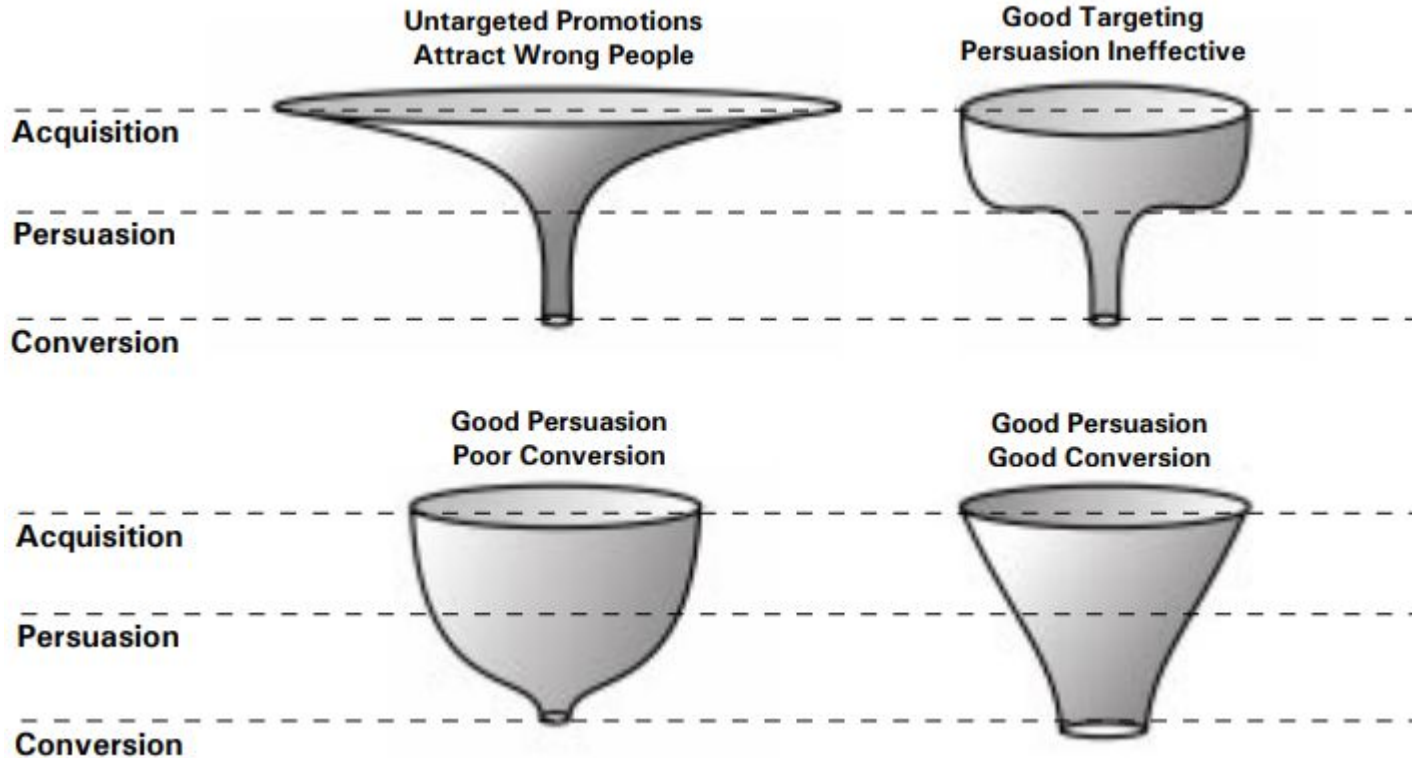 Untargeted Promotions
Attract Wrong People
Good Targeting
Persuasion Ineffective
Acquisition
Persuasion
Conversion
Good Persuasion
Poor Conversion
Good Persuasion
Good Conversion
Acquisition
Persuasion
Conversion